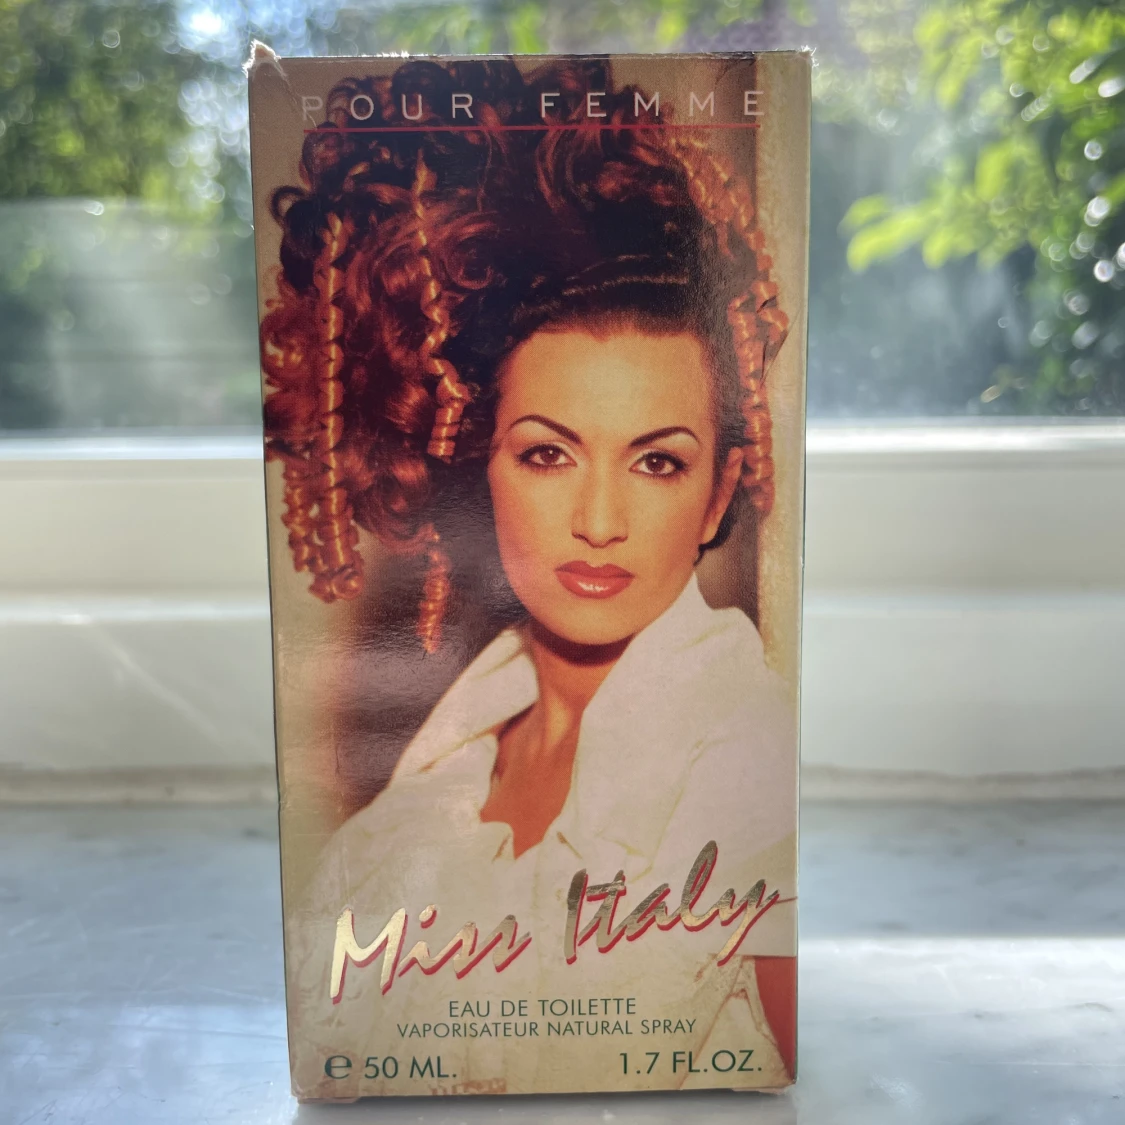 POUR FEMME
Miss Italy
EAU DE TOILETTE
VAPORISATEUR NATURAL SPRAY
℮ 50 ML. 1.7 FL.OZ.